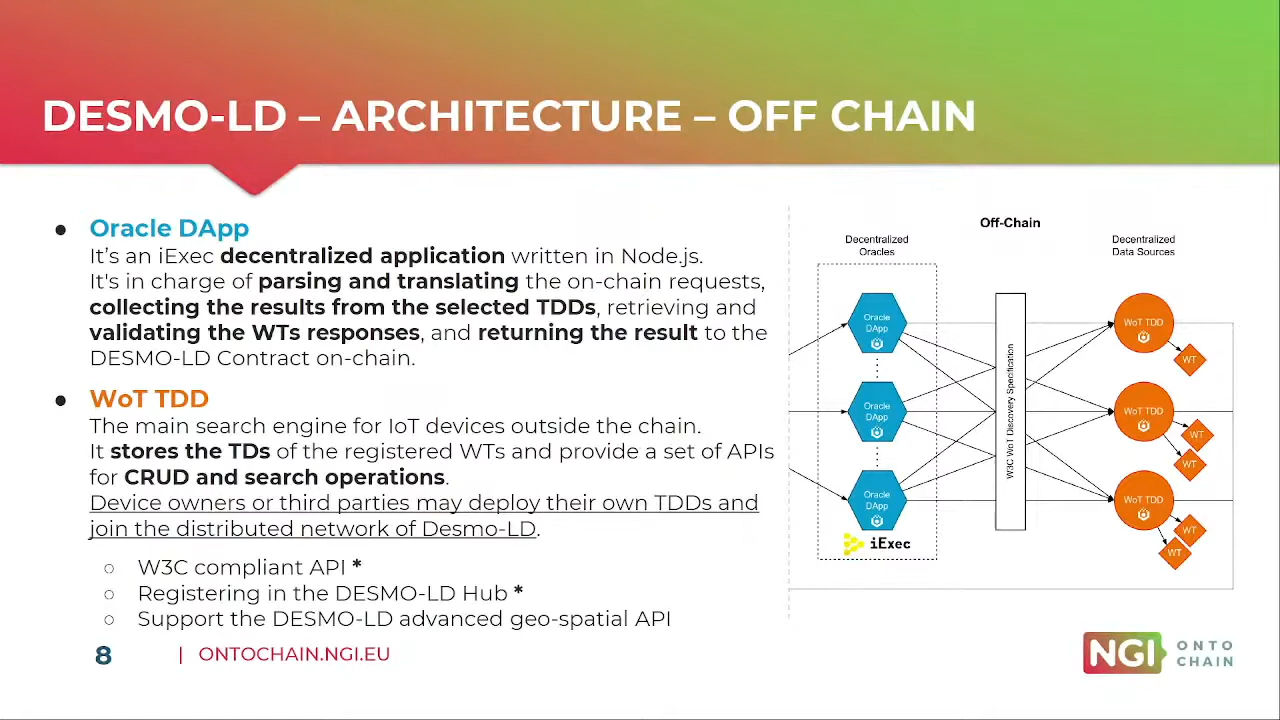 DESMO-LD – ARCHITECTURE – OFF CHAIN
● Oracle DApp
It’s an iExec decentralized application written in Node.js.
It's in charge of parsing and translating the on-chain requests,
collecting the results from the selected TDDs, retrieving and
validating the WTs responses, and returning the result to the
DESMO-LD Contract on-chain.
● WoT TDD
The main search engine for IoT devices outside the chain.
It stores the TDs of the registered WTs and provide a set of APIs
for CRUD and search operations.
Device owners or third parties may deploy their own TDDs and
join the distributed network of Desmo-LD.
○ W3C compliant API *
○ Registering in the DESMO-LD Hub *
○ Support the DESMO-LD advanced geo-spatial API
Off-Chain
Decentralized
Oracles
Decentralized
Data Sources
Oracle
DApp
Oracle
DApp
Oracle
DApp
iExec
W3C WoT Discovery Specification
WoT TDD
WT
WoT TDD
WT
WT
WoT TDD
WT
WT
8 | ONTOCHAIN.NGI.EU
NGI
ONTO
CHAIN